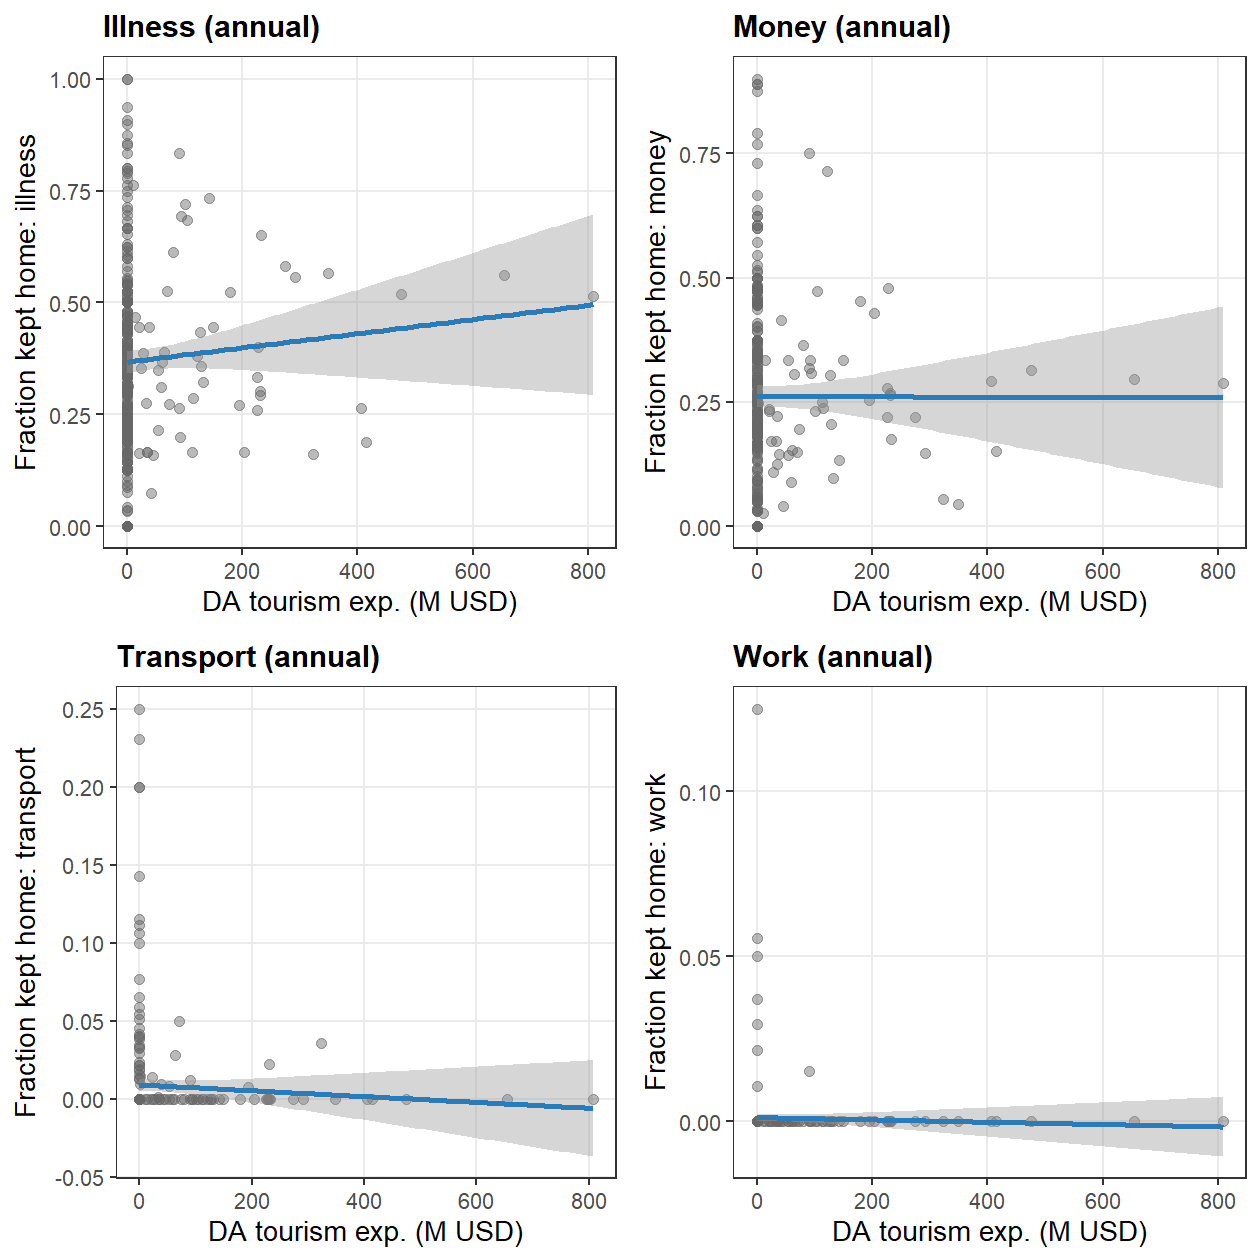 Illness (annual)
Fraction kept home: illness
1.00
0.75
0.50
0.25
0.00
0 200 400 600 800
DA tourism exp. (M USD)
Money (annual)
Fraction kept home: money
0.75
0.50
0.25
0.00
0 200 400 600 800
DA tourism exp. (M USD)
Transport (annual)
Fraction kept home: transport
0.25
0.20
0.15
0.10
0.05
0.00
-0.05
0 200 400 600 800
DA tourism exp. (M USD)
Work (annual)
Fraction kept home: work
0.10
0.05
0.00
0 200 400 600 800
DA tourism exp. (M USD)